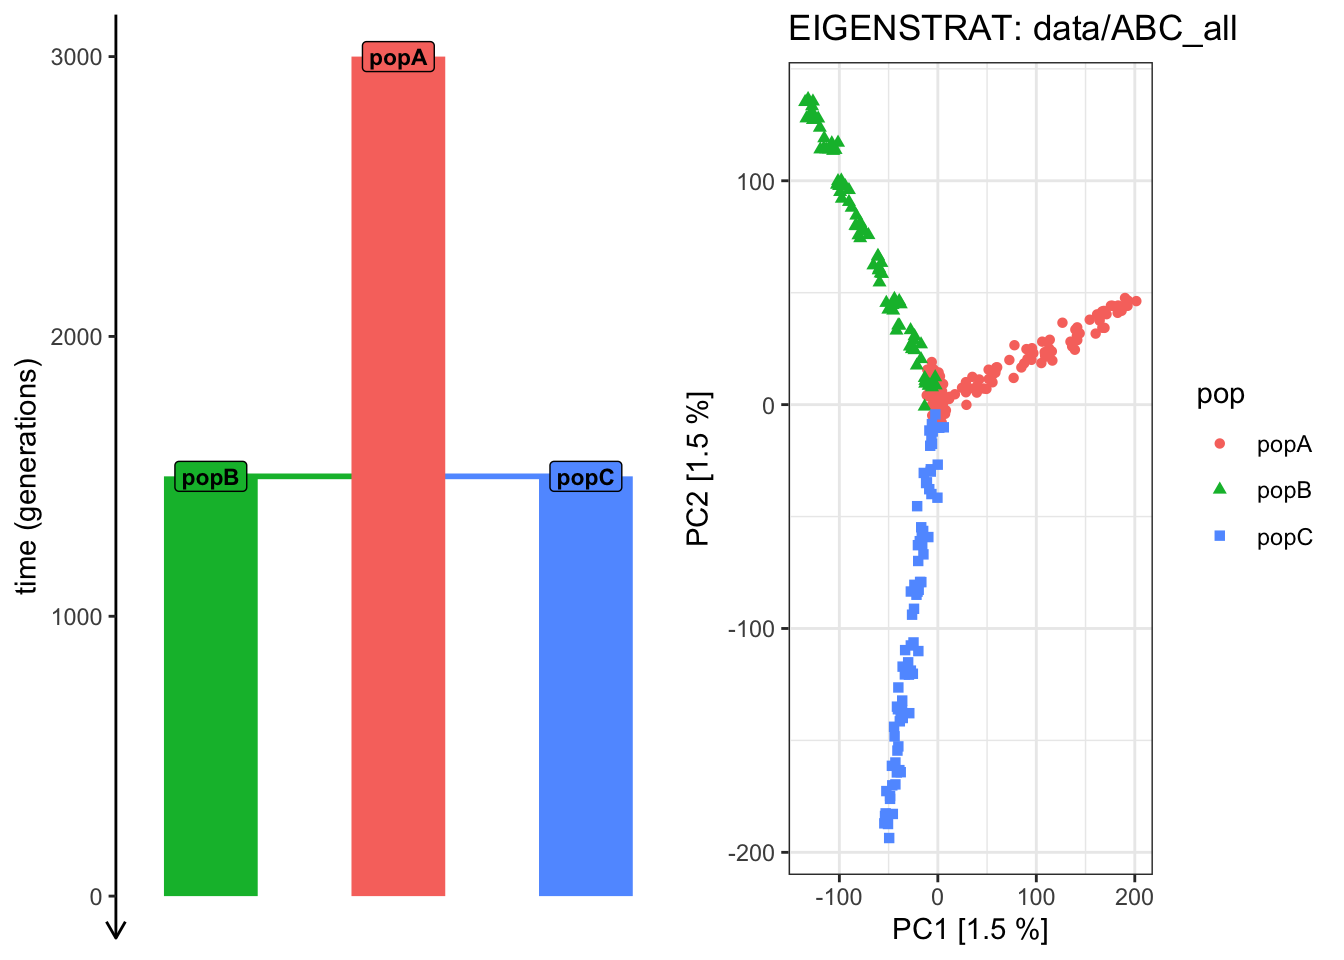 time (generations)
3000
2000
1000
0
popA
popB
popC
EIGENSTRAT: data/ABC_all
PC2 [1.5 %]
100
0
-100
-200
-100
0
100
200
PC1 [1.5 %]
pop
popA
popB
popC